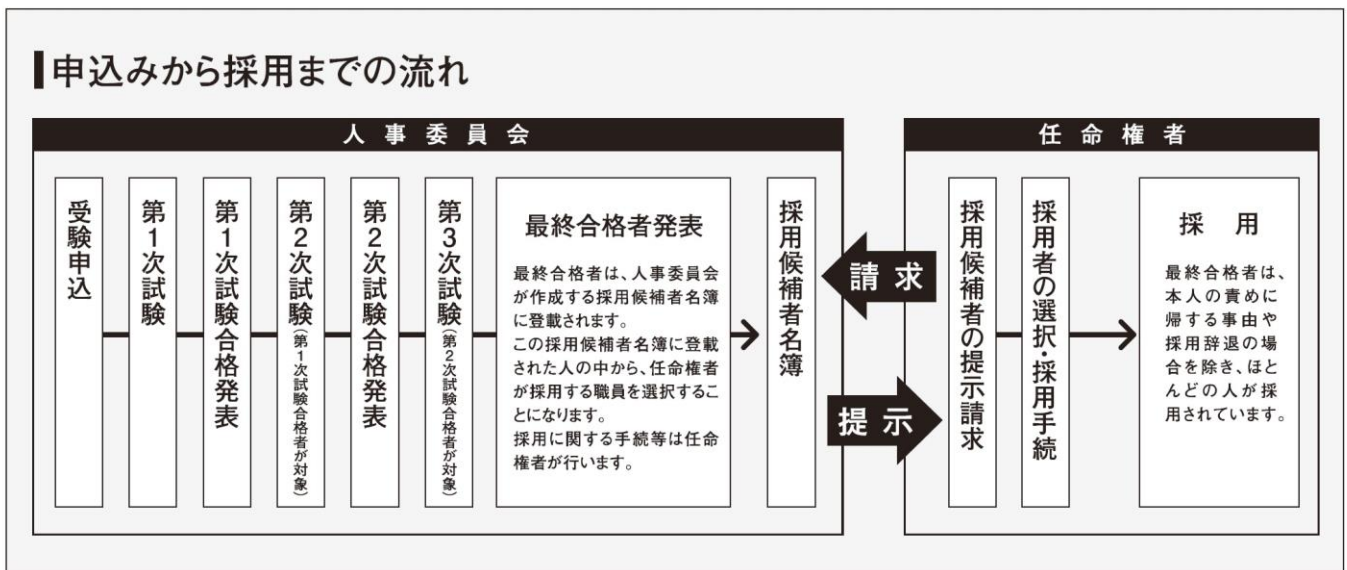 申込みから採用までの流れ
人事委員会
受験申込
第1次試験
第1次試験合格発表
第2次試験(第1次試験合格者が対象)
第2次試験合格発表
第3次試験(第2次試験合格者が対象)
最終合格者発表
最終合格者は、人事委員会
が作成する採用候補者名簿
に登載されます。
この採用候補者名簿に登載
された人の中から、任命権者
が採用する職員を選択するこ
とになります。
採用に関する手続等は任命
権者が行います。
採用候補者名簿
請求
提示
任命権者
採用候補者の提示請求
採用者の選択・採用手続
採用
最終合格者は、
本人の責めに
帰する事由や
採用辞退の場
合を除き、ほと
んどの人が採
用されています。